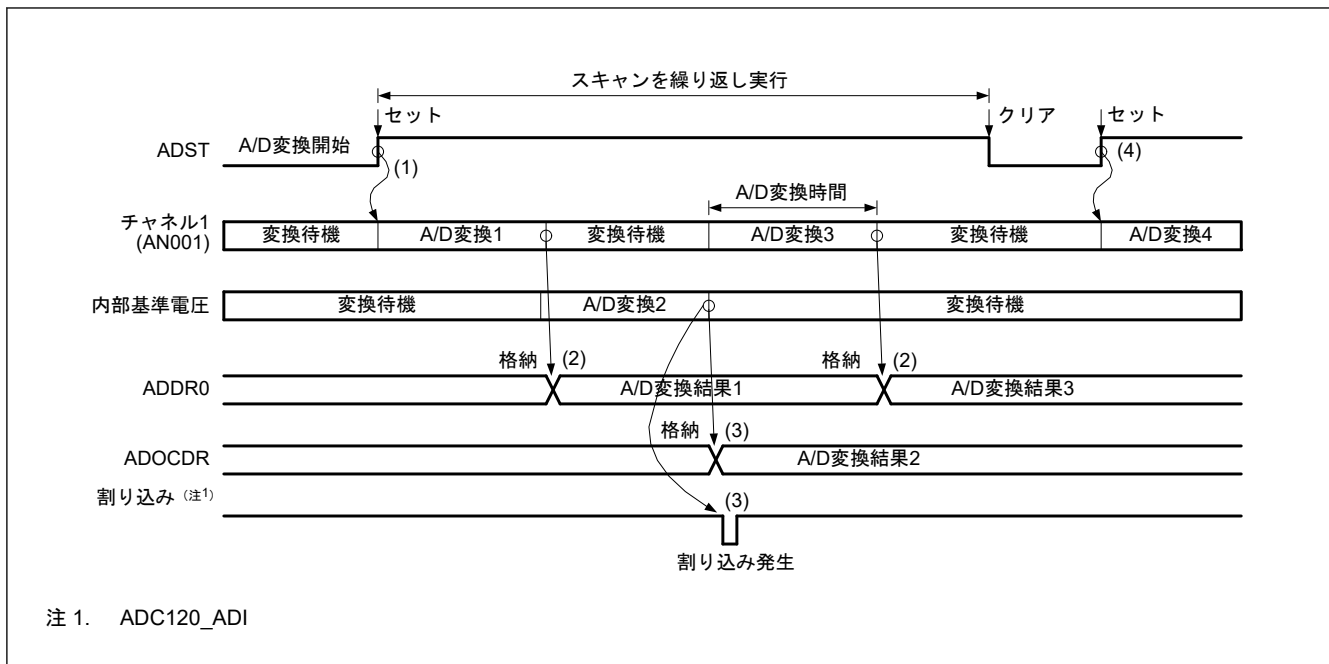 スキャンを繰り返し実行
セット
クリア
セット
ADST
A/D変換開始
(1)
(4)
A/D変換時間
チャネル1
(AN001)
変換待機
A/D変換1
変換待機
A/D変換3
変換待機
A/D変換4
内部基準電圧
変換待機
A/D変換2
変換待機
格納
(2)
格納
(2)
ADDR0
A/D変換結果1
A/D変換結果3
格納
(3)
ADOCDR
A/D変換結果2
割り込み（注1）
(3)
割り込み発生
注 1. ADC120_ADI